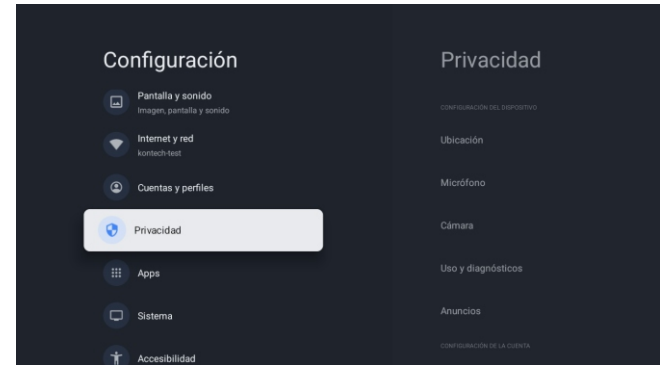 Configuración
Pantalla y sonido
Imagen, pantalla y sonido
Internet y red
kontech-test
Cuentas y perfiles
Privacidad
Apps
Sistema
Accesibilidad
Privacidad
CONFIGURACIÓN DEL DISPOSITIVO
Ubicación
Micrófono
Cámara
Uso y diagnósticos
Anuncios
CONFIGURACIÓN DE LA CUENTA